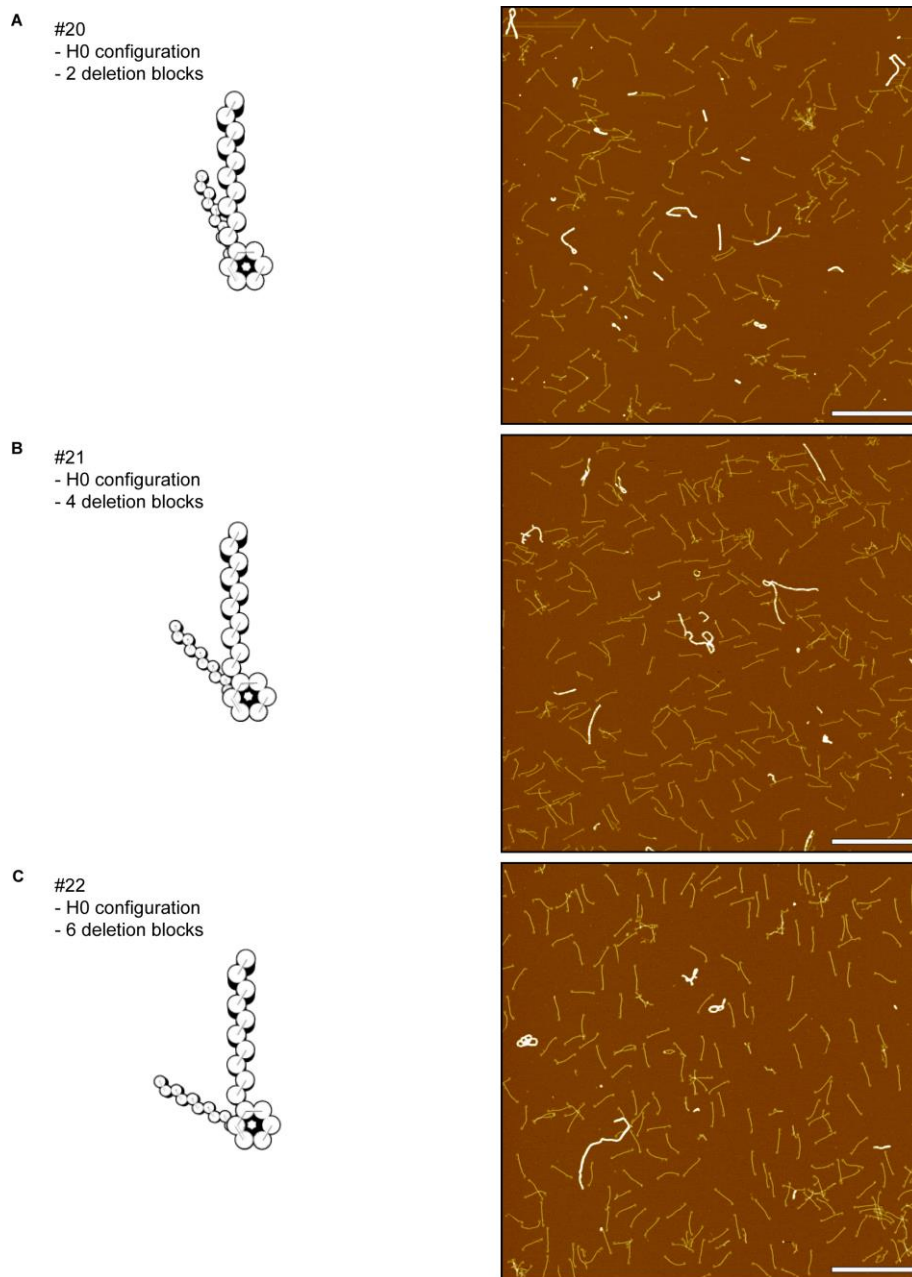 A
#20
- H0 configuration
- 2 deletion blocks
B
#21
- H0 configuration
- 4 deletion blocks
C
#22
- H0 configuration
- 6 deletion blocks